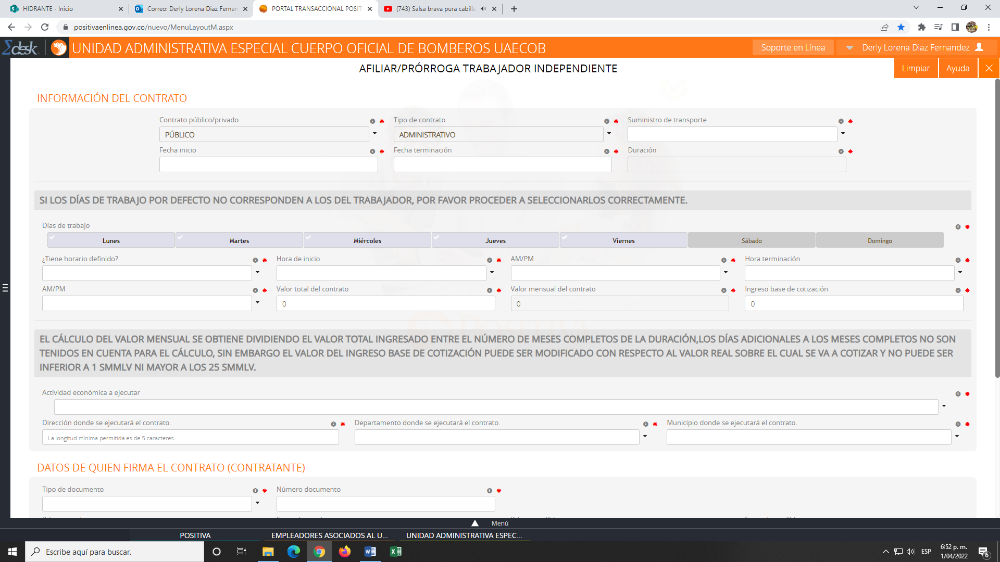 HIDRANTE - Inicio
Correo: Derly Lorena Diaz Fernan
PORTAL TRANSACCIONAL POSIT
(743) Salsa brava pura cabilla
positivaenlinea.gov.co/nuevo/MenuLayoutM.aspx
Σdesk
UNIDAD ADMINISTRATIVA ESPECIAL CUERPO OFICIAL DE BOMBEROS UAECOB
Soporte en Línea
Derly Lorena Diaz Fernandez
AFILIAR/PRÓRROGA TRABAJADOR INDEPENDIENTE
Limpiar
Ayuda
INFORMACIÓN DEL CONTRATO
Contrato público/privado
Tipo de contrato
Suministro de transporte
PÚBLICO
ADMINISTRATIVO
Fecha inicio
Fecha terminación
Duración
SI LOS DÍAS DE TRABAJO POR DEFECTO NO CORRESPONDEN A LOS DEL TRABAJADOR, POR FAVOR PROCEDER A SELECCIONARLOS CORRECTAMENTE.
Días de trabajo
Lunes
Martes
Miércoles
Jueves
Viernes
Sábado
Domingo
¿Tiene horario definido?
Hora de inicio
AM/PM
Hora terminación
AM/PM
Valor total del contrato
Valor mensual del contrato
Ingreso base de cotización
0
0
0
POSITIVA
EL CÁLCULO DEL VALOR MENSUAL SE OBTIENE DIVIDIENDO EL VALOR TOTAL INGRESADO ENTRE EL NÚMERO DE MESES COMPLETOS DE LA DURACIÓN,LOS DÍAS ADICIONALES A LOS MESES COMPLETOS NO SON
TENIDOS EN CUENTA PARA EL CÁLCULO, SIN EMBARGO EL VALOR DEL INGRESO BASE DE COTIZACIÓN PUEDE SER MODIFICADO CON RESPECTO AL VALOR REAL SOBRE EL CUAL SE VA A COTIZAR Y NO PUEDE SER
INFERIOR A 1 SMMLV NI MAYOR A LOS 25 SMMLV.
Actividad económica a ejecutar
Dirección donde se ejecutará el contrato.
Departamento donde se ejecutará el contrato.
Municipio donde se ejecutará el contrato.
La longitud mínima permitida es de 5 caracteres.
DATOS DE QUIEN FIRMA EL CONTRATO (CONTRATANTE)
Tipo de documento
Número documento
Menú
POSITIVA
EMPLEADORES ASOCIADOS AL U...
UNIDAD ADMINISTRATIVA ESPEC...
Escribe aquí para buscar.
ESP
6:52 p. m.
1/04/2022
6